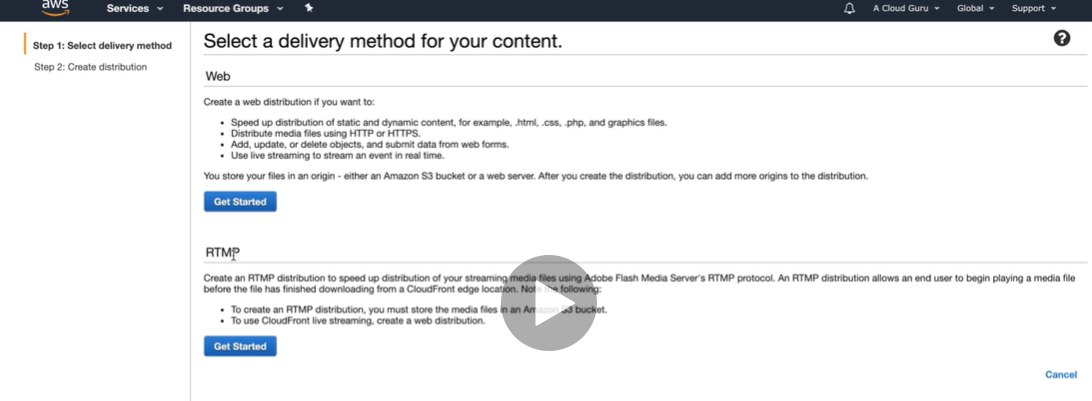 aws
Services
Resource Groups
A Cloud Guru
Global
Support
Step 1: Select delivery method
Step 2: Create distribution
Select a delivery method for your content.
?
Web
Create a web distribution if you want to:
• Speed up distribution of static and dynamic content, for example, .html, .css, .php, and graphics files.
• Distribute media files using HTTP or HTTPS.
• Add, update, or delete objects, and submit data from web forms.
• Use live streaming to stream an event in real time.
You store your files in an origin - either an Amazon S3 bucket or a web server. After you create the distribution, you can add more origins to the distribution.
Get Started
RTMP
Create an RTMP distribution to speed up distribution of your streaming media files using Adobe Flash Media Server's RTMP protocol. An RTMP distribution allows an end user to begin playing a media file
before the file has finished downloading from a CloudFront edge location. Note the following:
• To create an RTMP distribution, you must store the media files in an Amazon S3 bucket.
• To use CloudFront live streaming, create a web distribution.
Get Started
Cancel